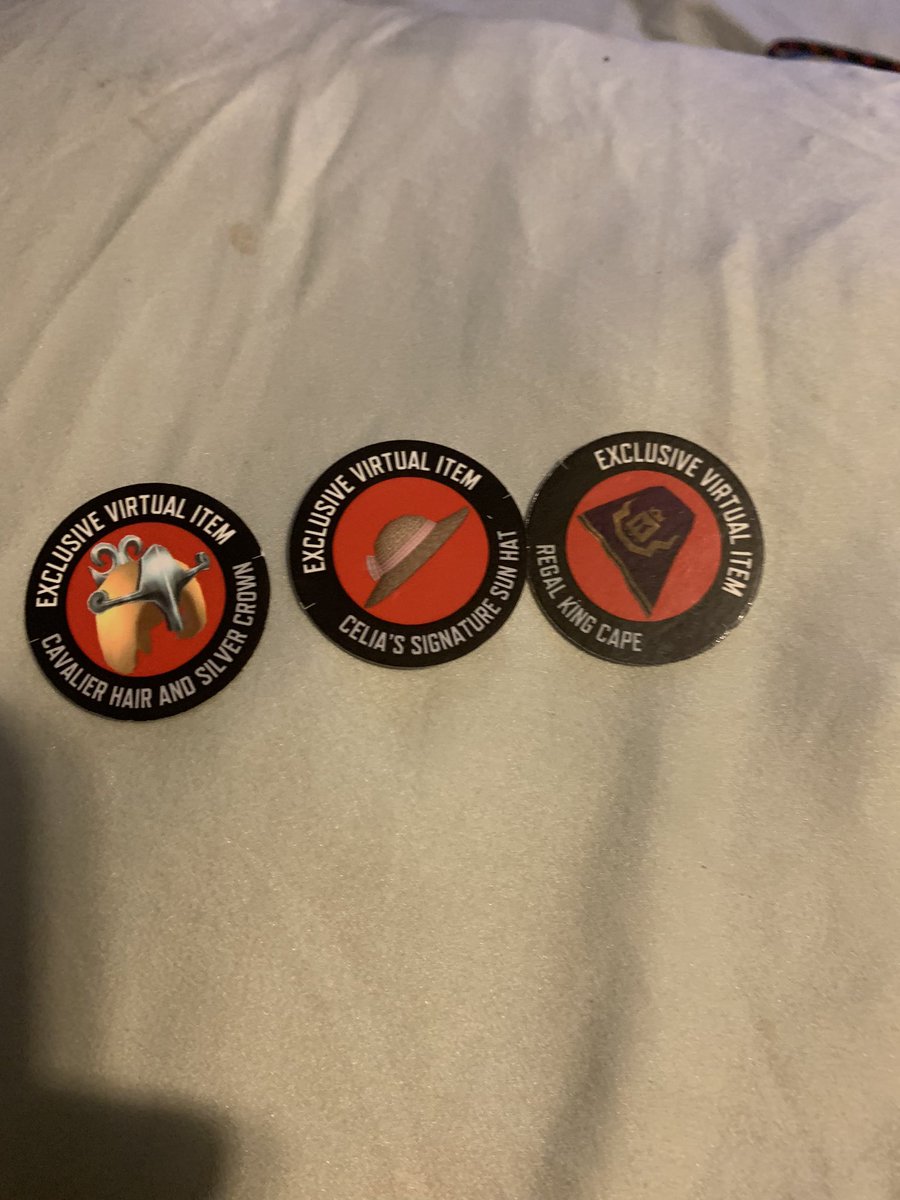 EXCLUSIVE VIRTUAL ITEM
CAVALIER HAIR AND SILVER CROWN
EXCLUSIVE VIRTUAL ITEM
CELIA'S SIGNATURE SUN HAT
EXCLUSIVE VIRTUAL ITEM
REGAL KING CAPE